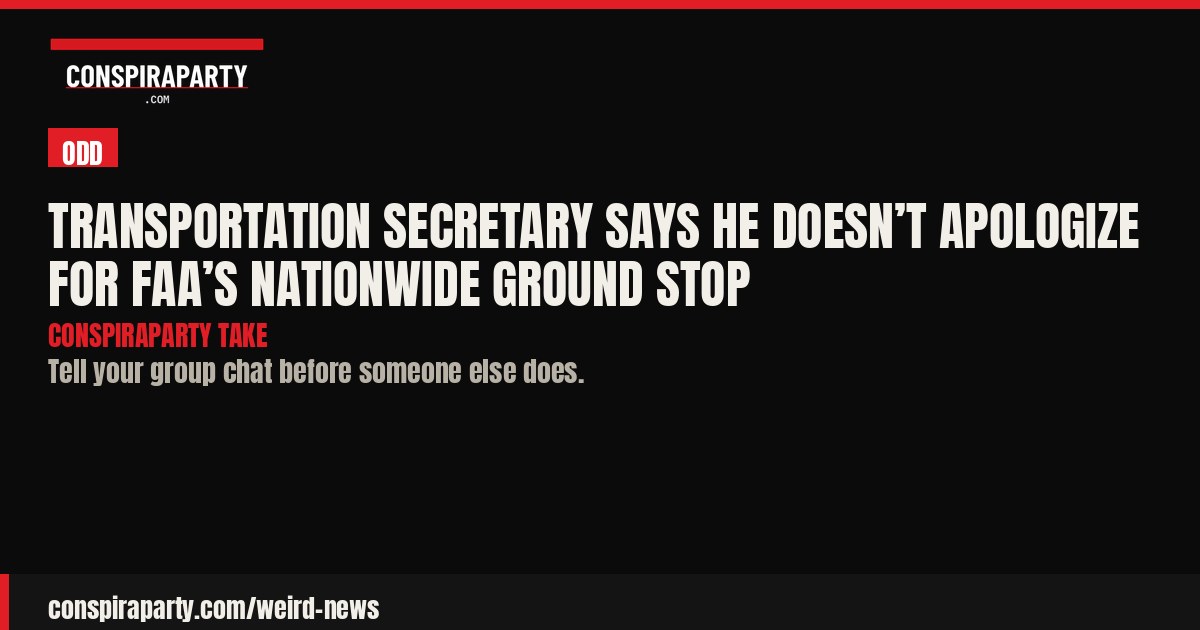 CONSPIRAPARTY
.COM
ODD
TRANSPORTATION SECRETARY SAYS HE DOESN’T APOLOGIZE
FOR FAA’S NATIONWIDE GROUND STOP
CONSPIRAPARTY TAKE
Tell your group chat before someone else does.
conspiraparty.com/weird-news